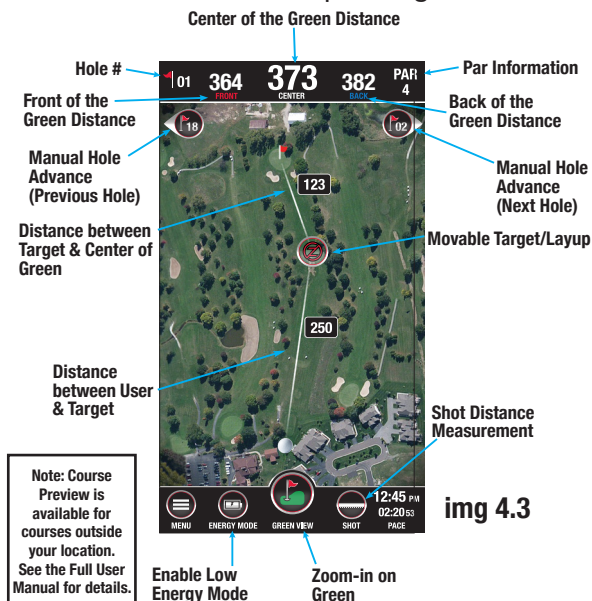 Center of the Green Distance
Hole #
01
364
FRONT
373
CENTER
382
BACK
PAR
4
Par Information
Front of the
Green Distance
Back of the
Green Distance
18
02
Manual Hole
Advance
(Previous Hole)
Manual Hole
Advance
(Next Hole)
123
Distance between
Target & Center of
Green
Movable Target/Layup
250
Distance
between User
& Target
Shot Distance
Measurement
Note: Course
Preview is
available for
courses outside
your location.
See the Full User
Manual for details.
MENU
ENERGY MODE
GREEN VIEW
SHOT
12:45 PM
02:20 53
PACE
img 4.3
Enable Low
Energy Mode
Zoom-in on
Green